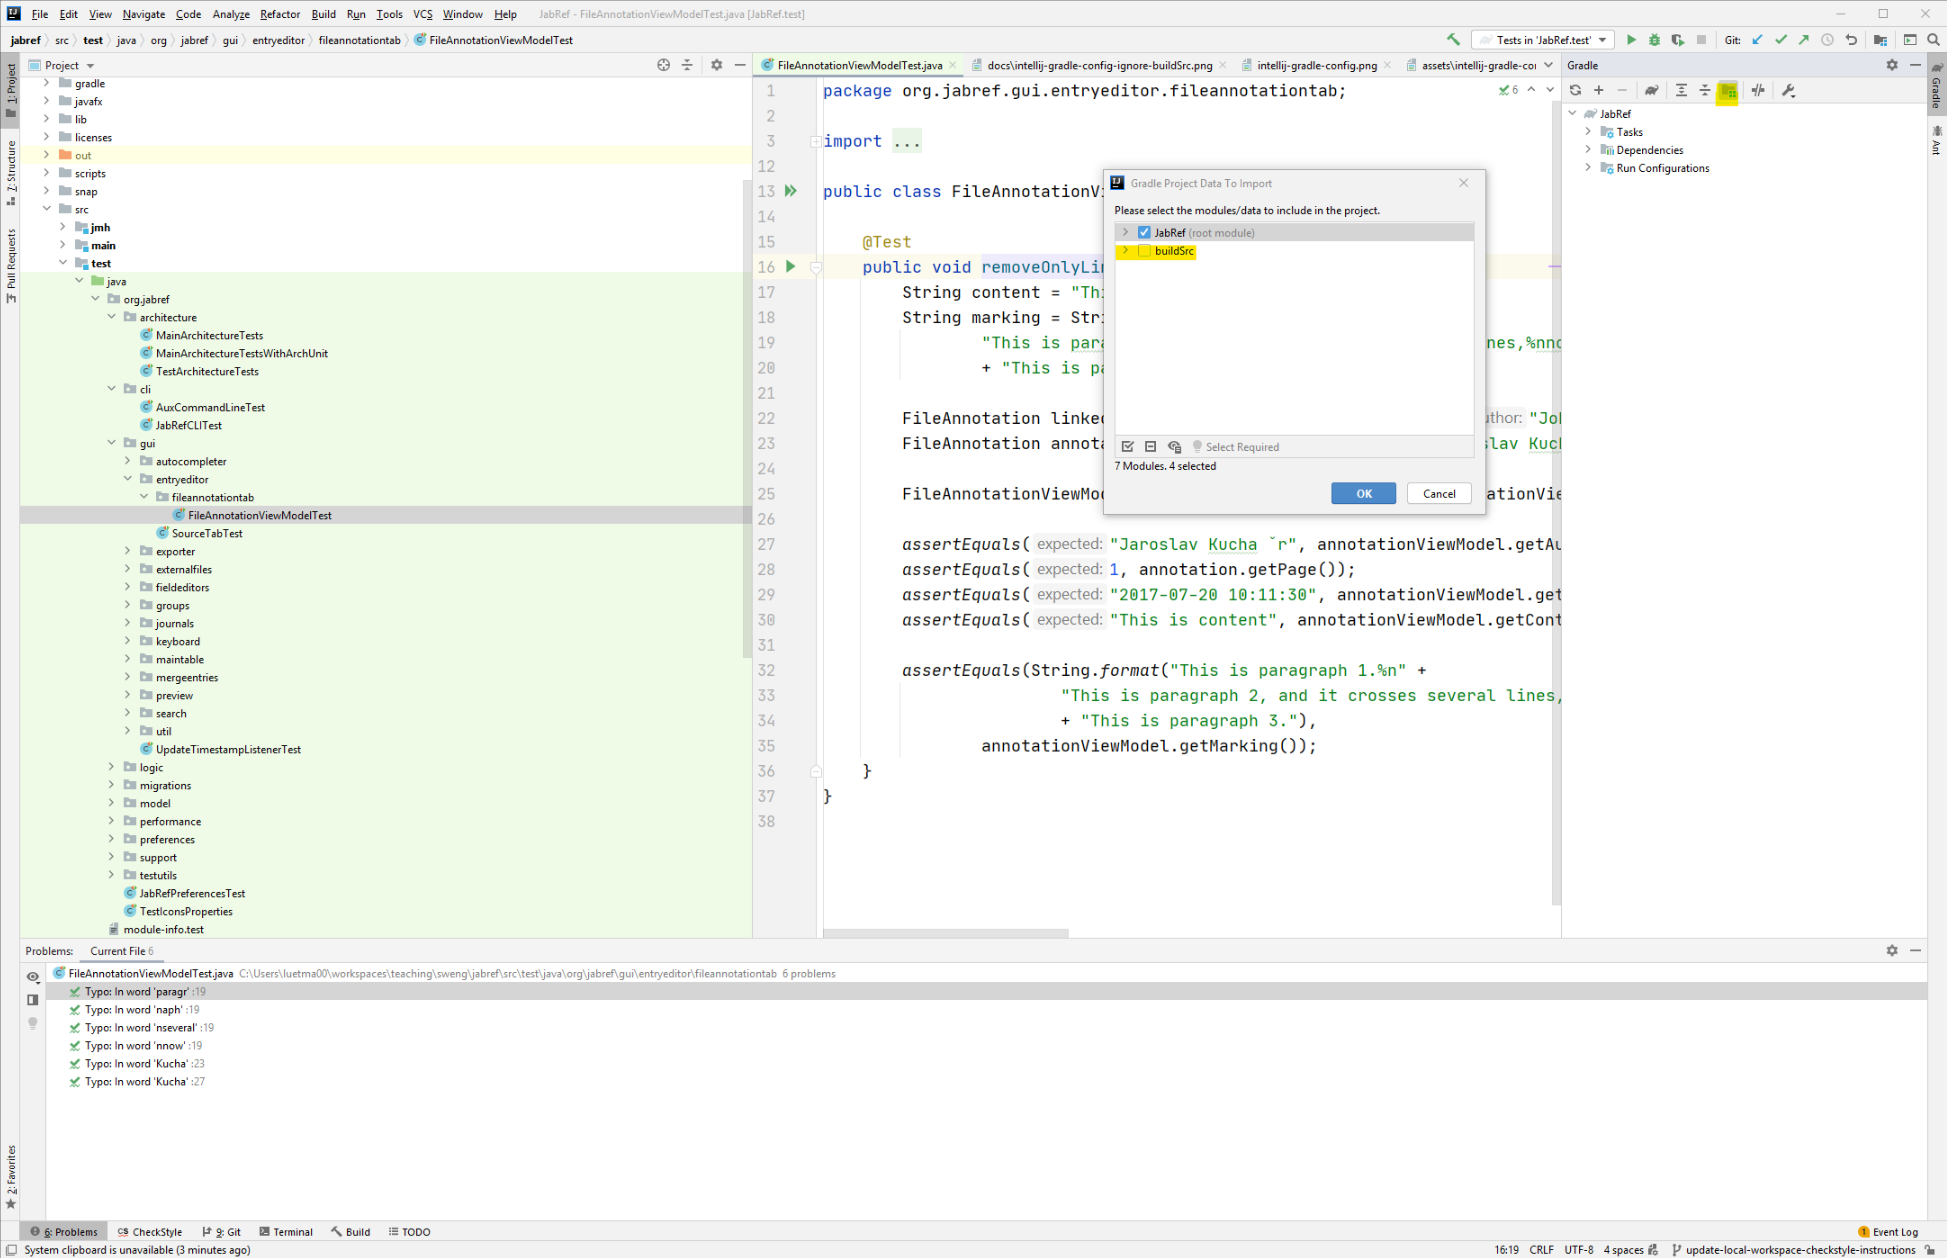 File Edit View Navigate Code Analyze Refactor Build Run Tools VCS Window Help JabRef - FileAnnotationViewModelTest.java [JabRef.test]
jabref src test java org jabref gui entryeditor fileannotationtab FileAnnotationViewModelTest
Tests in 'JabRef.test' Git:
1: Project
7: Structure
Pull Requests
2: Favorites
Project
gradle
javafx
lib
licenses
out
scripts
snap
src
jmh
main
test
java
org.jabref
architecture
MainArchitectureTests
MainArchitectureTestsWithArchUnit
TestArchitectureTests
cli
AuxCommandLineTest
JabRefCLITest
gui
autocompleter
entryeditor
fileannotationtab
FileAnnotationViewModelTest
SourceTabTest
exporter
externalfiles
fieldeditors
groups
journals
keyboard
maintable
mergeentries
preview
search
util
UpdateTimestampListenerTest
logic
migrations
model
performance
preferences
support
testutils
JabRefPreferencesTest
TestIconsProperties
module-info.test
FileAnnotationViewModelTest.java docs\intellij-gradle-config-ignore-buildSrc.png intellij-gradle-config.png assets\intellij-gradle-co
6
1 package org.jabref.gui.entryeditor.fileannotationtab;
2
3 import ...
12
13 public class FileAnnotationV
14
15 @Test
16 public void removeOnlyLi
17 String content = "Thi
18 String marking = Stri
19 "This is para nes,%nno
20 + "This is pa
21
22 FileAnnotation linked uthor: "Jo
23 FileAnnotation annota slav Kuch
24
25 FileAnnotationViewMo ationVie
26
27 assertEquals( expected: "Jaroslav Kucha ˇr", annotationViewModel.getAu
28 assertEquals( expected: 1, annotation.getPage());
29 assertEquals( expected: "2017-07-20 10:11:30", annotationViewModel.get
30 assertEquals( expected: "This is content", annotationViewModel.getCont
31
32 assertEquals(String.format("This is paragraph 1.%n" +
33 "This is paragraph 2, and it crosses several lines,
34 + "This is paragraph 3."),
35 annotationViewModel.getMarking());
36 }
37 }
38
Gradle Project Data To Import
Please select the modules/data to include in the project.
JabRef (root module)
buildSrc
Select Required
7 Modules. 4 selected
OK Cancel
Gradle
JabRef
Tasks
Dependencies
Run Configurations
Gradle
Ant
Problems: Current File 6
FileAnnotationViewModelTest.java C:\Users\luetma00\workspaces\teaching\sweng\jabref\src\test\java\org\jabref\gui\entryeditor\fileannotationtab 6 problems
Typo: In word 'paragr' :19
Typo: In word 'naph' :19
Typo: In word 'nseveral' :19
Typo: In word 'nnow' :19
Typo: In word 'Kucha' :23
Typo: In word 'Kucha' :27
6: Problems CheckStyle 9: Git Terminal Build TODO 1 Event Log
System clipboard is unavailable (3 minutes ago) 16:19 CRLF UTF-8 4 spaces update-local-workspace-checkstyle-instructions